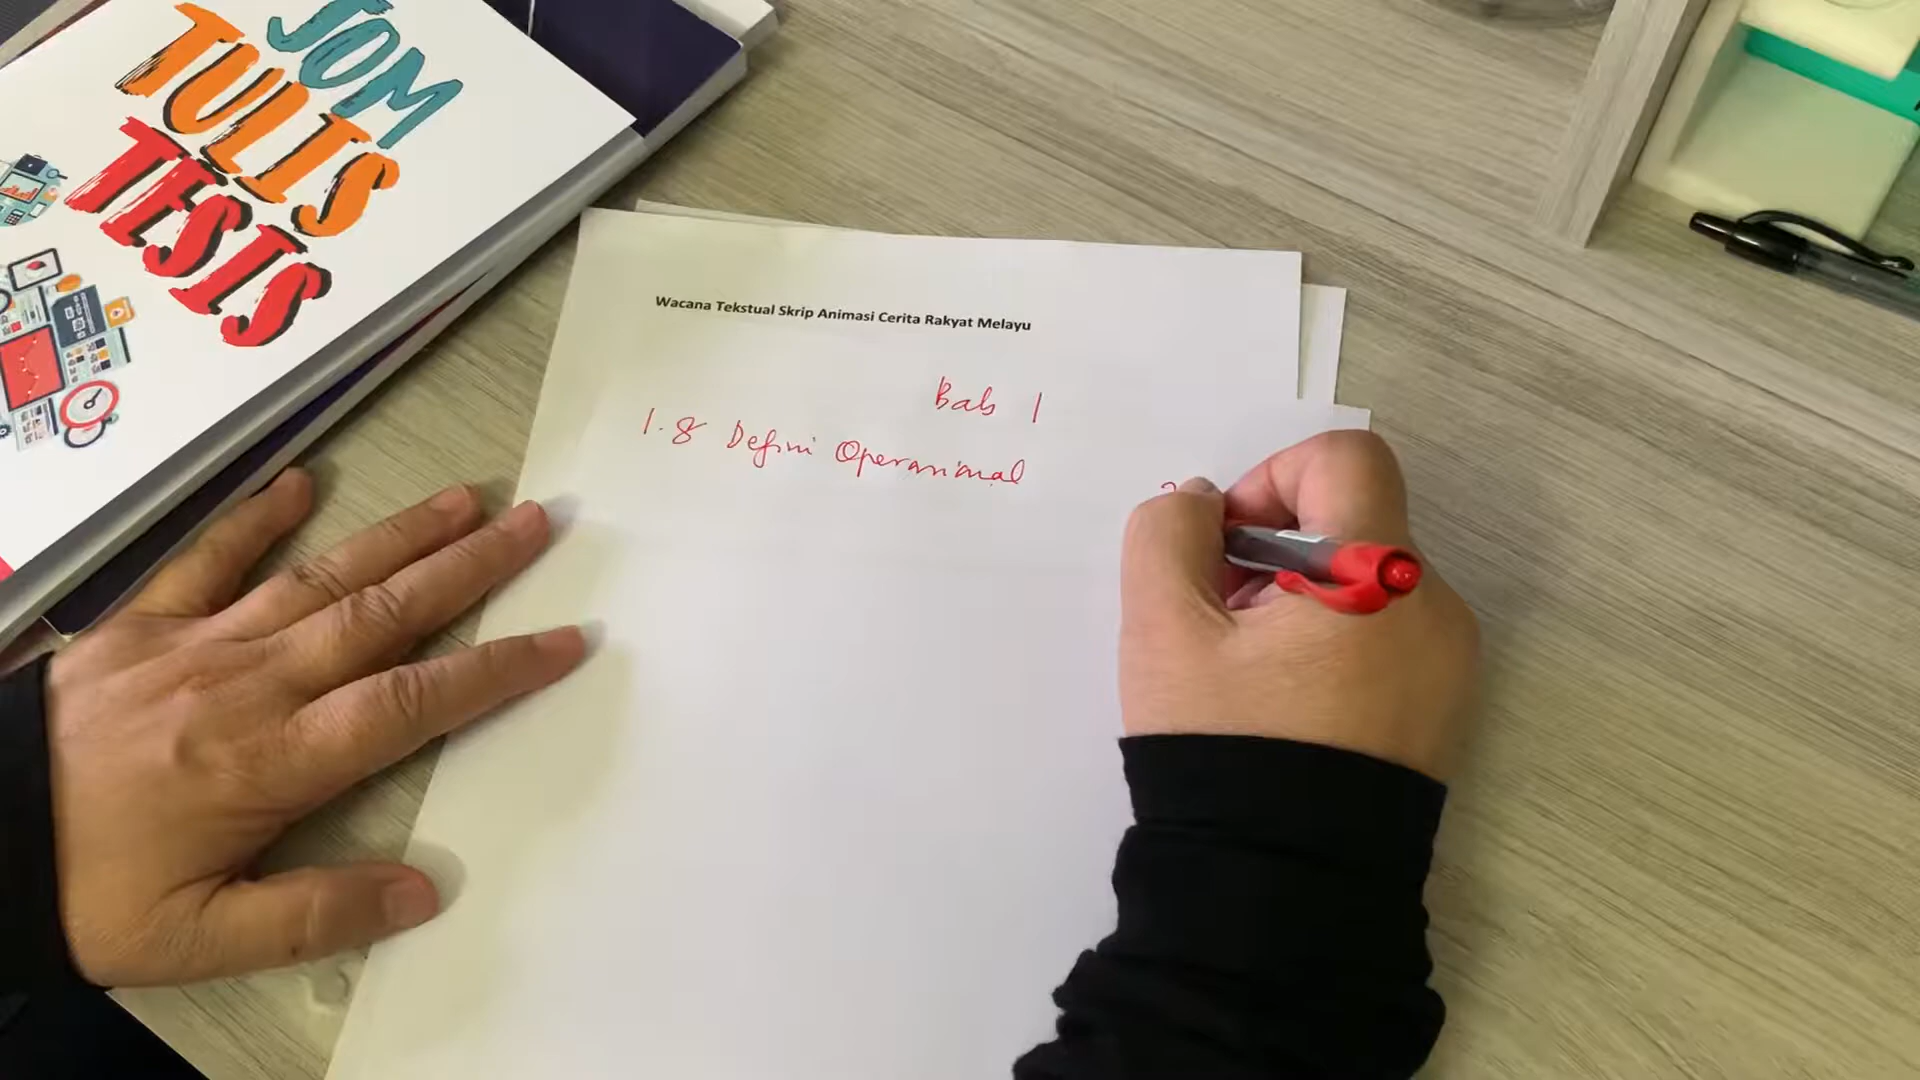 JOM
TULIS
TESIS
Wacana Tekstual Skrip Animasi Cerita Rakyat Melayu
Bab 1
1.8 Defini Operasional